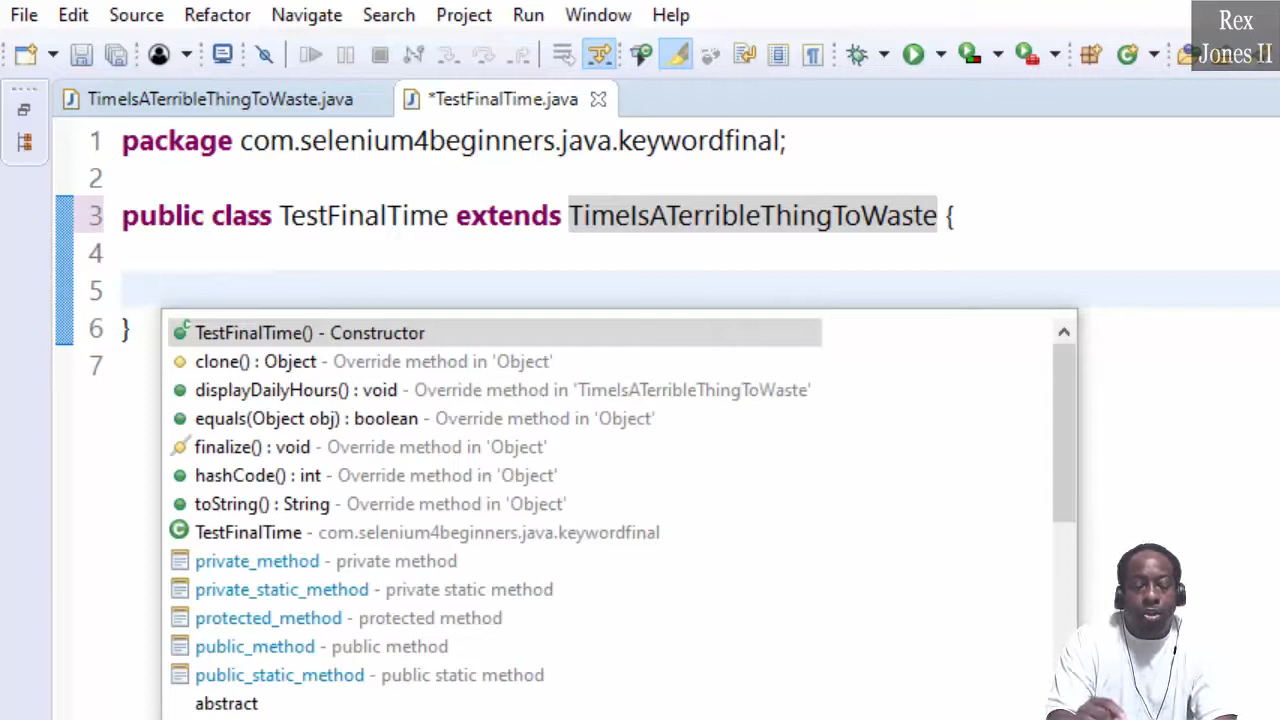 File Edit Source Refactor Navigate Search Project Run Window Help
Rex
Jones II
TimeIsATerribleThingToWaste.java
*TestFinalTime.java
1 package com.selenium4beginners.java.keywordfinal;
2
3 public class TestFinalTime extends TimeIsATerribleThingToWaste {
4
5
6 }
7
TestFinalTime() - Constructor
clone() : Object - Override method in 'Object'
displayDailyHours() : void - Override method in 'TimeIsATerribleThingToWaste'
equals(Object obj) : boolean - Override method in 'Object'
finalize() : void - Override method in 'Object'
hashCode() : int - Override method in 'Object'
toString() : String - Override method in 'Object'
TestFinalTime - com.selenium4beginners.java.keywordfinal
private_method - private method
private_static_method - private static method
protected_method - protected method
public_method - public method
public_static_method - public static method
abstract